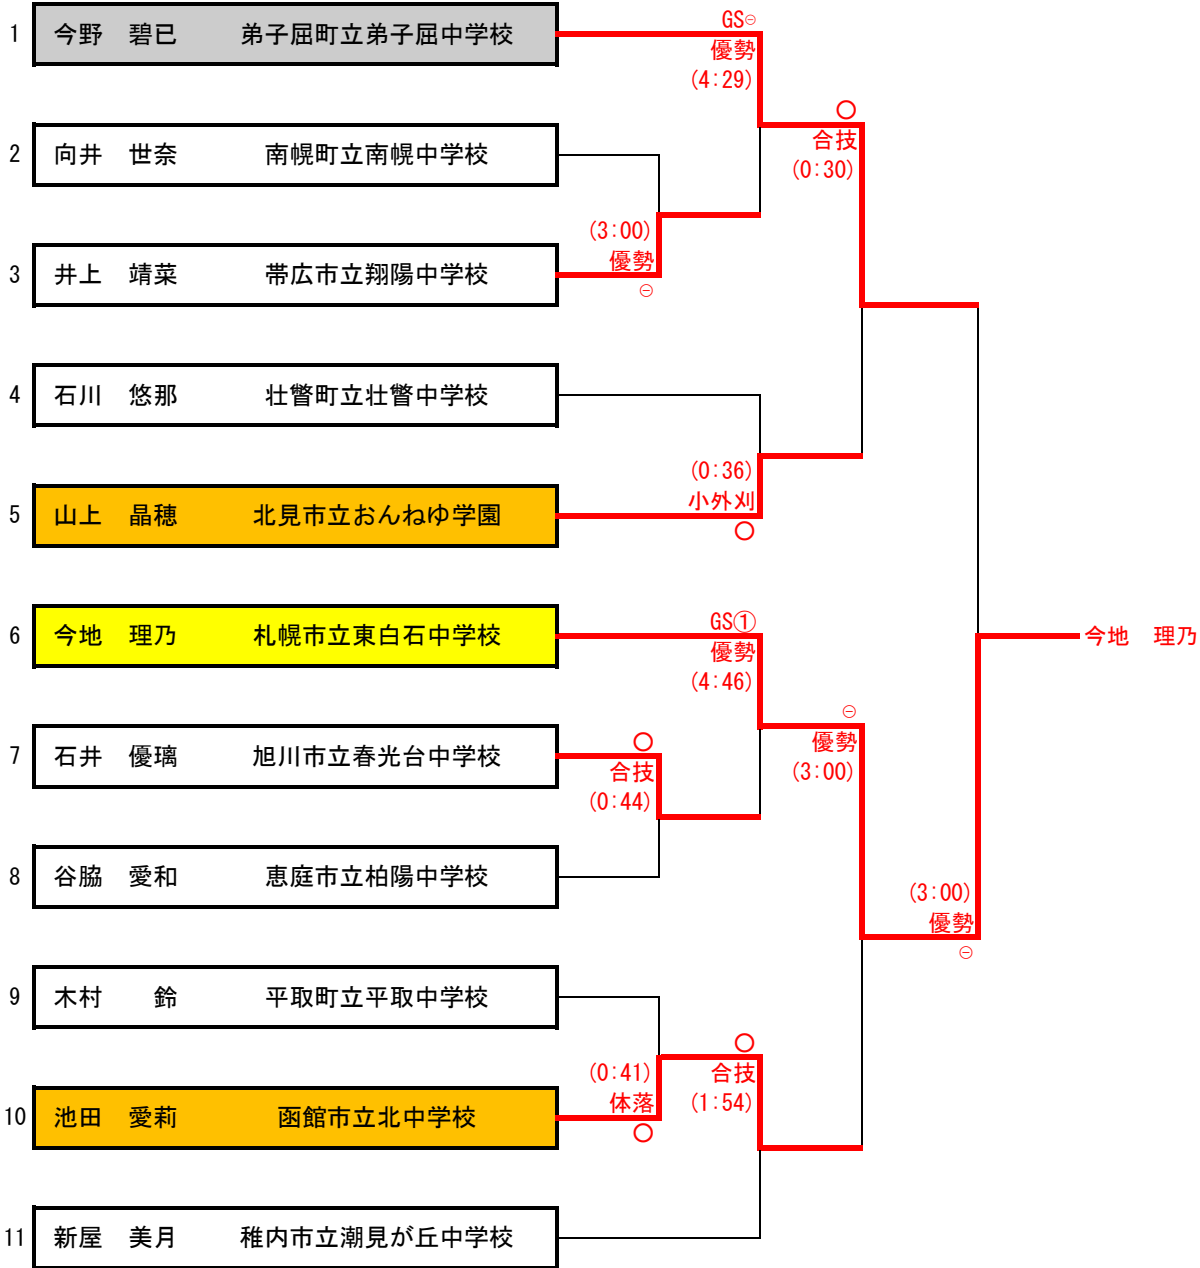 GS㊀
1 今野 碧已 弟子屈町立弟子屈中学校
優勢
(4:29)
○
合技
2 向井 世奈 南幌町立南幌中学校
(0:30)
(3:00)
優勢
3 井上 靖菜 帯広市立翔陽中学校
㊀
4 石川 悠那 壮瞥町立壮瞥中学校
(0:36)
小外刈
5 山上 晶穂 北見市立おんねゆ学園
○
GS①
6 今地 理乃 札幌市立東白石中学校
今地 理乃
優勢
(4:46)
㊀
○
優勢
7 石井 優璃 旭川市立春光台中学校
合技
(3:00)
(0:44)
8 谷脇 愛和 恵庭市立柏陽中学校
(3:00)
優勢
㊀
9 木村 鈴 平取町立平取中学校
○
(0:41)
合技
体落
(1:54)
10 池田 愛莉 函館市立北中学校
○
11 新屋 美月 稚内市立潮見が丘中学校